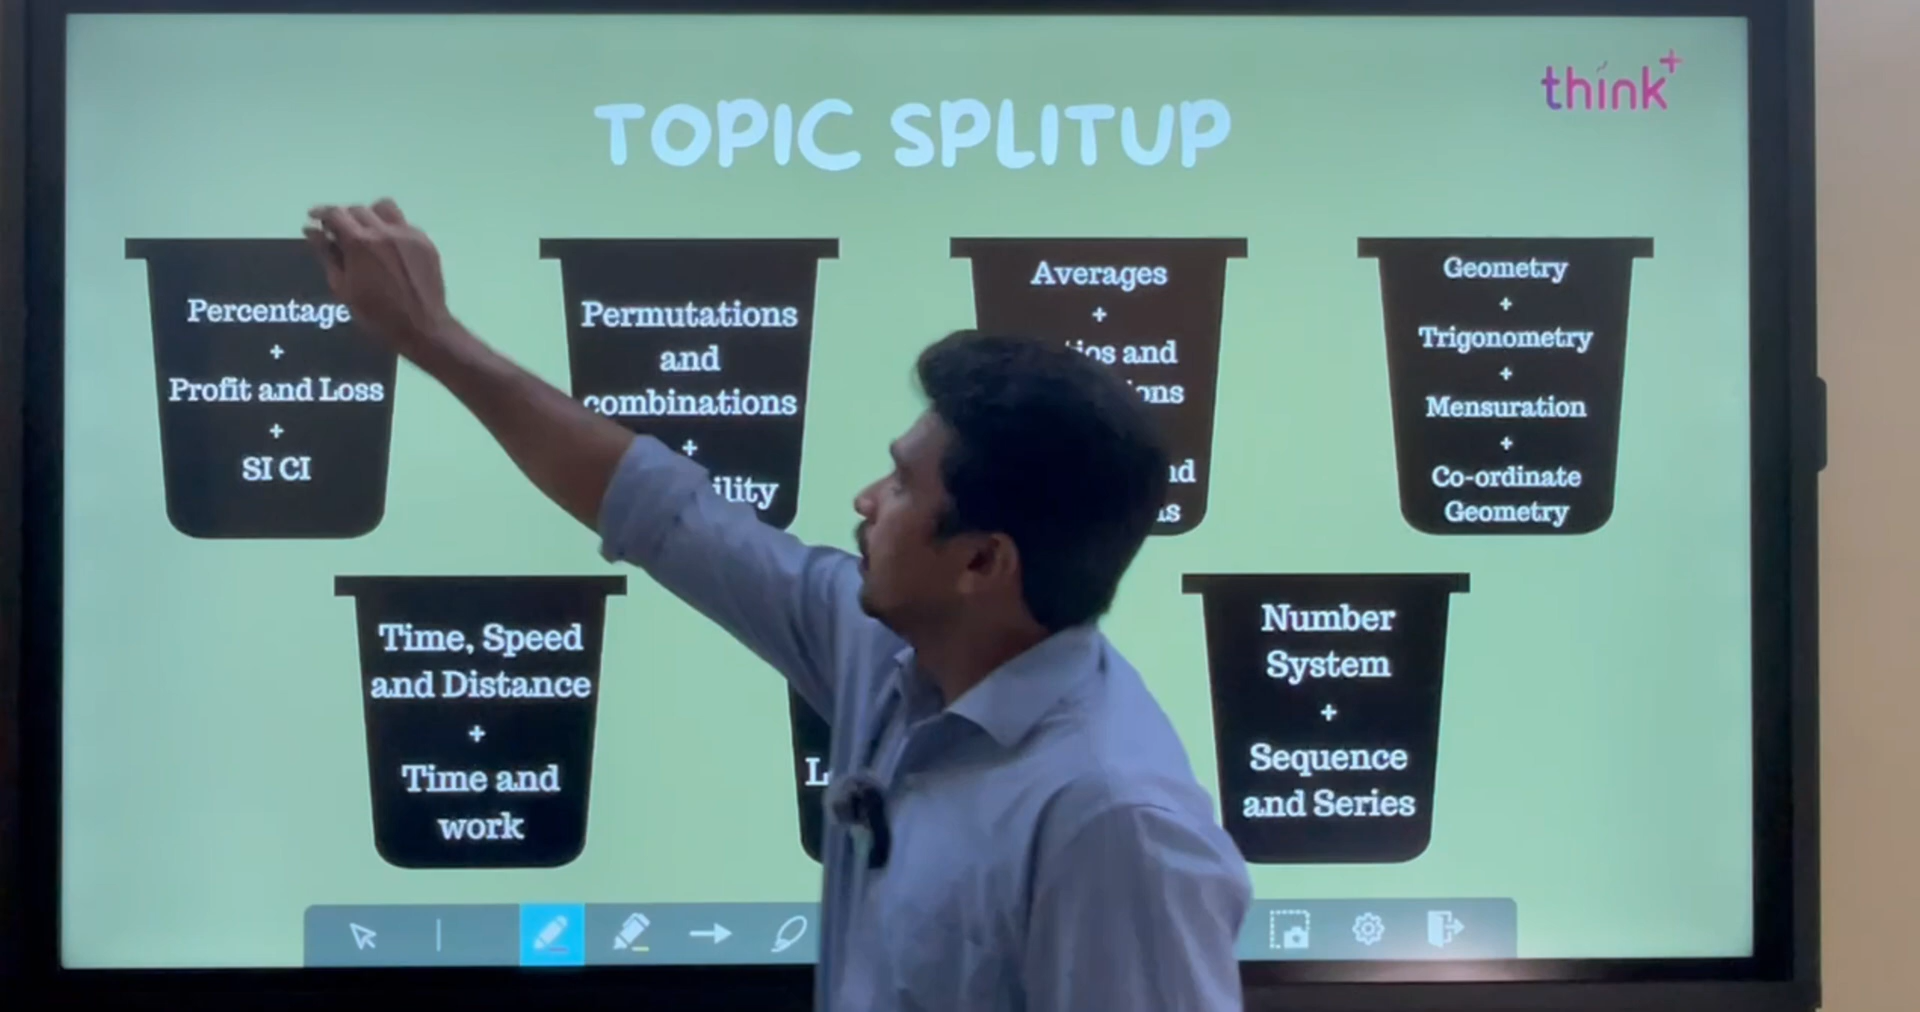 think+
TOPIC SPLITUP
Percentage
+
Profit and Loss
+
SI CI
Permutations
and
combinations
+
Averages
+
and
+
Geometry
+
Trigonometry
+
Mensuration
+
Co-ordinate
Geometry
Time, Speed
and Distance
+
Time and
work
Number
System
+
Sequence
and Series